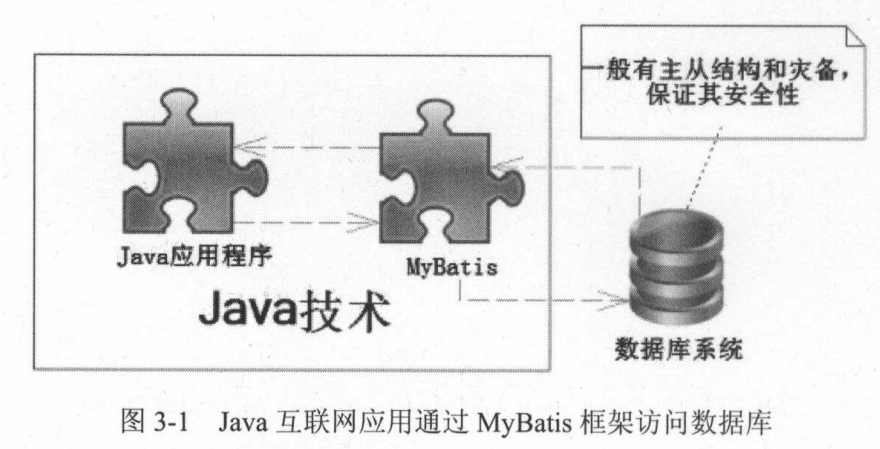 一般有主从结构和灾备，
保证其安全性
Java应用程序
MyBatis
Java技术
数据库系统
图 3-1 Java 互联网应用通过 MyBatis 框架访问数据库